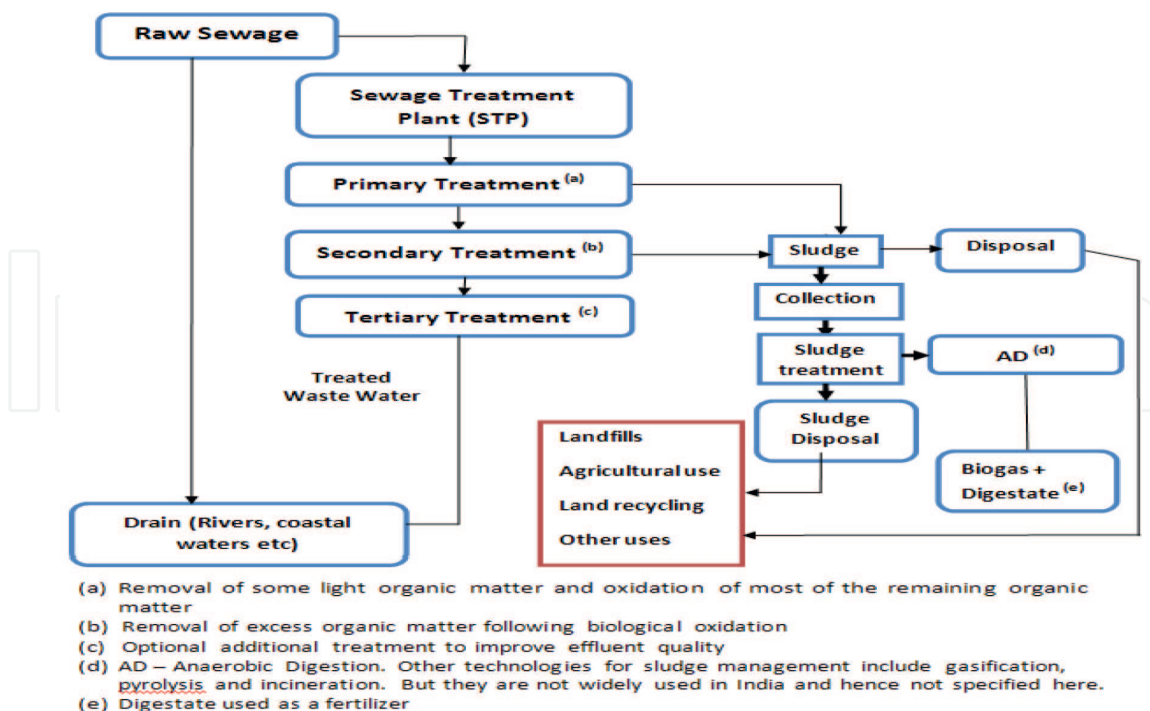 Raw Sewage
Sewage Treatment
Plant (STP)
Primary Treatment (a)
Secondary Treatment (b)
Tertiary Treatment (c)
Treated
Waste Water
Drain (Rivers, coastal
waters etc)
Sludge
Disposal
Collection
Sludge
treatment
AD (d)
Sludge
Disposal
Biogas +
Digestate (e)
Landfills
Agricultural use
Land recycling
Other uses
(a) Removal of some light organic matter and oxidation of most of the remaining organic
matter
(b) Removal of excess organic matter following biological oxidation
(c) Optional additional treatment to improve effluent quality
(d) AD – Anaerobic Digestion. Other technologies for sludge management include gasification,
pyrolysis and incineration. But they are not widely used in India and hence not specified here.
(e) Digestate used as a fertilizer